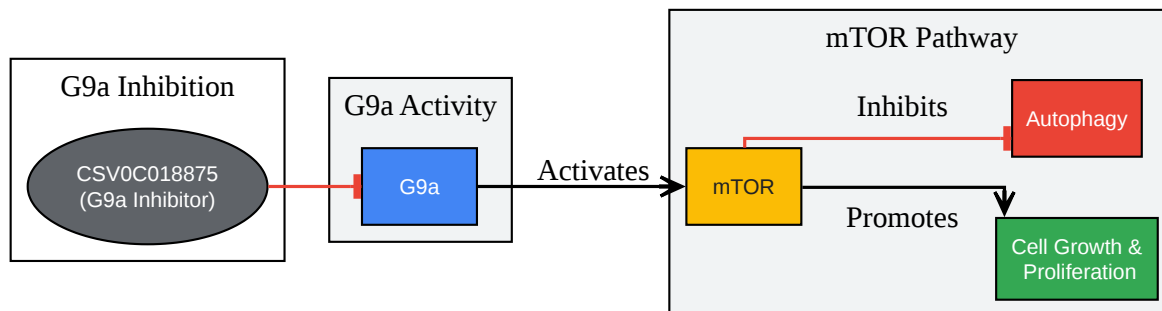 G9a Inhibition
CSV0C018875
(G9a Inhibitor)
G9a Activity
G9a
Activates
mTOR Pathway
mTOR
Inhibits
Autophagy
Promotes
Cell Growth &
Proliferation